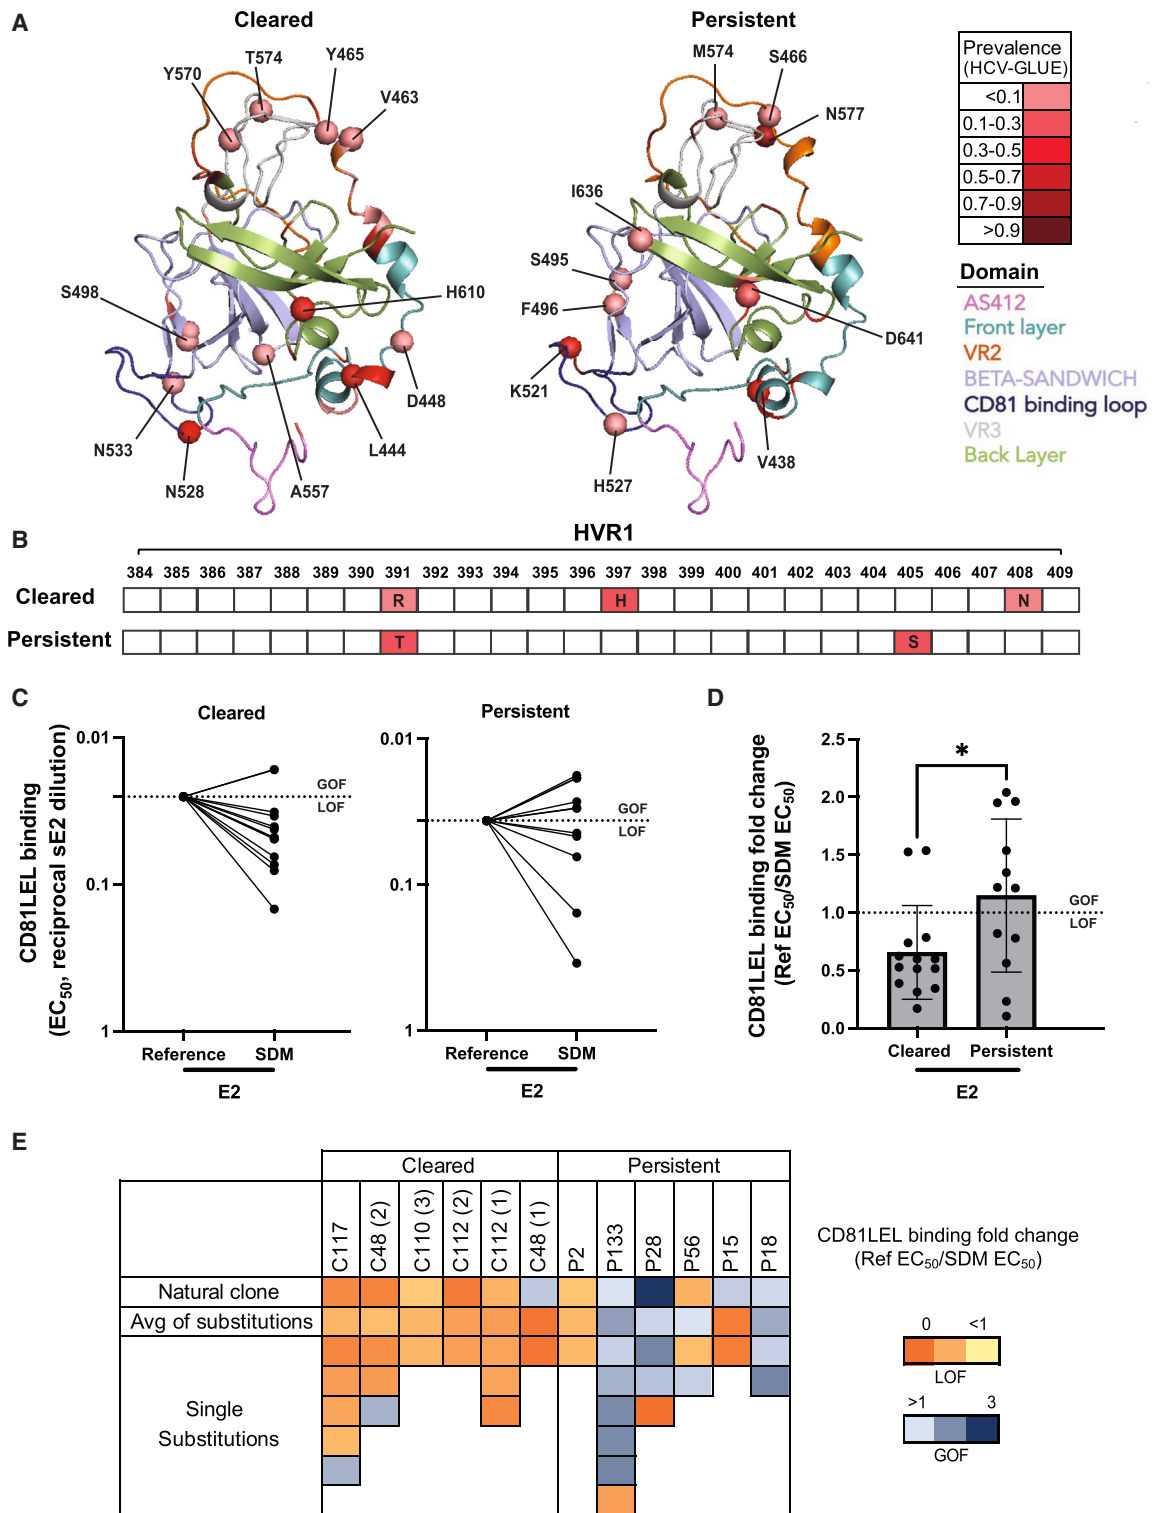 A
Cleared
Persistent
Y570
T574
Y465
V463
S498
H610
D448
L444
A557
N528
N533
M574
S466
N577
I636
S495
F496
K521
H527
V438
D641
Prevalence
(HCV-GLUE)
<0.1
0.1-0.3
0.3-0.5
0.5-0.7
0.7-0.9
>0.9
Domain
AS412
Front layer
VR2
BETA-SANDWICH
CD81 binding loop
VR3
Back Layer
B
HVR1
384 385 386 387 388 389 390 391 392 393 394 395 396 397 398 399 400 401 402 403 404 405 406 407 408 409
Cleared R H N
Persistent T S
C
CD81LEL binding
(EC50, reciprocal sE2 dilution)
Cleared
0.01
0.1
1
GOF
LOF
Reference SDM
E2
Persistent
0.01
0.1
1
GOF
LOF
Reference SDM
E2
D
CD81LEL binding fold change
(Ref EC50/SDM EC50)
2.5
2.0
1.5
1.0
0.5
0.0
*
GOF
LOF
Cleared Persistent
E2
E
Cleared Persistent
C117 C48 (2) C110 (3) C112 (2) C112 (1) C48 (1) P2 P133 P28 P56 P15 P18
Natural clone
Avg of substitutions
Single
Substitutions
CD81LEL binding fold change
(Ref EC50/SDM EC50)
0 <1
LOF
>1 3
GOF